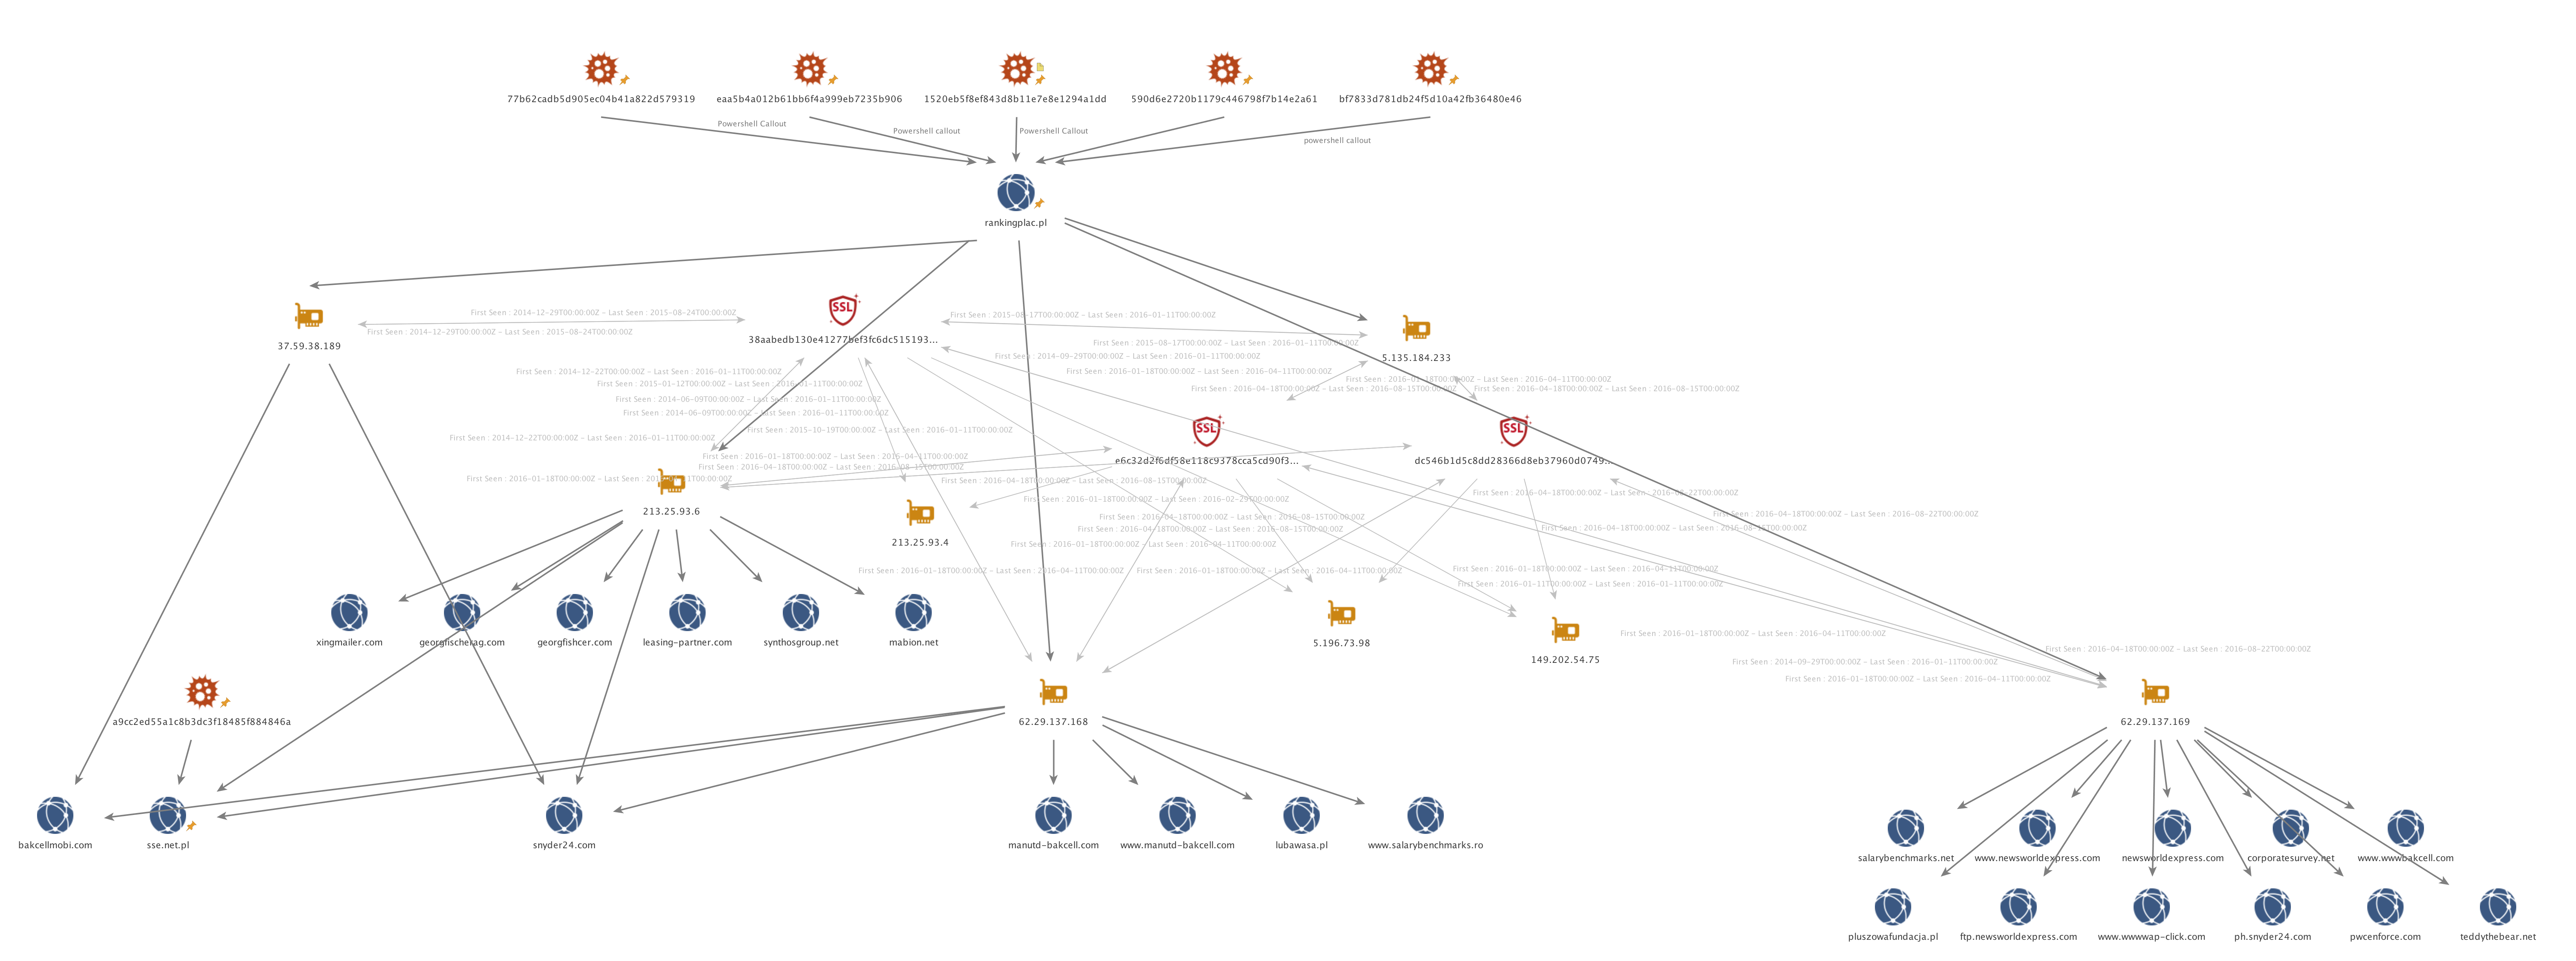 77b62cadb5d905ec04b41a822d579319
eaa5b4a012b61bb6f4a999eb7235b906
1520eb5f8ef843d8b11e7e8e1294a1dd
590d6e2720b1179c446798f7b14e2a61
bf7833d781db24f5d10a42fb36480e46
Powershell Callout
Powershell callout
Powershell Callout
powershell callout
rankingplac.pl
SSL
First Seen : 2014-12-29T00:00:00Z - Last Seen : 2015-08-24T00:00:00Z
First Seen : 2015-08-17T00:00:00Z - Last Seen : 2016-01-11T00:00:00Z
First Seen : 2014-12-29T00:00:00Z - Last Seen : 2015-08-24T00:00:00Z
38aabedb130e41277bef3fc6dc515193...
37.59.38.189
First Seen : 2015-08-17T00:00:00Z - Last Seen : 2016-01-11T00:00:00Z
First Seen : 2014-09-29T00:00:00Z - Last Seen : 2016-01-11T00:00:00Z
5.135.184.233
First Seen : 2014-12-22T00:00:00Z - Last Seen : 2016-01-11T00:00:00Z
First Seen : 2016-01-18T00:00:00Z - Last Seen : 2016-04-11T00:00:00Z
First Seen : 2015-01-12T00:00:00Z - Last Seen : 2016-01-11T00:00:00Z
First Seen : 2016-01-18T00:00:00Z - Last Seen : 2016-04-11T00:00:00Z
First Seen : 2016-04-18T00:00:00Z - Last Seen : 2016-08-15T00:00:00Z
First Seen : 2016-04-18T00:00:00Z - Last Seen : 2016-08-15T00:00:00Z
First Seen : 2014-06-09T00:00:00Z - Last Seen : 2016-01-11T00:00:00Z
First Seen : 2014-06-09T00:00:00Z - Last Seen : 2016-01-11T00:00:00Z
First Seen : 2015-10-19T00:00:00Z - Last Seen : 2016-01-11T00:00:00Z
SSL
SSL
First Seen : 2014-12-22T00:00:00Z - Last Seen : 2016-01-11T00:00:00Z
First Seen : 2016-01-18T00:00:00Z - Last Seen : 2016-04-11T00:00:00Z
e6c32d2f6df58e118c9378cca5cd90f3...
dc546b1d5c8dd28366d8eb37960d0749...
First Seen : 2016-04-18T00:00:00Z - Last Seen : 2016-08-15T00:00:00Z
First Seen : 2016-01-18T00:00:00Z - Last Seen :
First Seen : 2016-04-18T00:00:00Z - Last Seen : 2016-08-15T00:00:00Z
First Seen : 2016-04-18T00:00:00Z - Last Seen : 2016-08-22T00:00:00Z
First Seen : 2016-01-18T00:00:00Z - Last Seen : 2016-02-29T00:00:00Z
213.25.93.6
First Seen : 2016-04-18T00:00:00Z - Last Seen : 2016-08-22T00:00:00Z
First Seen : 2016-04-18T00:00:00Z - Last Seen : 2016-08-15T00:00:00Z
First Seen : 2016-04-18T00:00:00Z - Last Seen : 2016-08-15T00:00:00Z
First Seen : 2016-04-18T00:00:00Z - Last Seen : 2016-08-15T00:00:00Z
213.25.93.4
First Seen : 2016-01-18T00:00:00Z - Last Seen : 2016-04-11T00:00:00Z
First Seen : 2016-01-18T00:00:00Z - Last Seen : 2016-04-11T00:00:00Z
First Seen : 2016-01-18T00:00:00Z - Last Seen : 2016-04-11T00:00:00Z
First Seen : 2016-01-18T00:00:00Z - Last Seen : 2016-04-11T00:00:00Z
First Seen : 2016-01-11T00:00:00Z - Last Seen : 2016-01-11T00:00:00Z
xingmailer.com
georgfischerag.com
georgfishcer.com
leasing-partner.com
synthosgroup.net
mabion.net
5.196.73.98
First Seen : 2016-01-18T00:00:00Z - Last Seen : 2016-04-11T00:00:00Z
149.202.54.75
First Seen : 2016-04-18T00:00:00Z - Last Seen : 2016-08-22T00:00:00Z
First Seen : 2014-09-29T00:00:00Z - Last Seen : 2016-01-11T00:00:00Z
First Seen : 2016-01-18T00:00:00Z - Last Seen : 2016-04-11T00:00:00Z
a9cc2ed55a1c8b3dc3f18485f884846a
62.29.137.168
62.29.137.169
bakcellmobi.com
sse.net.pl
snyder24.com
manutd-bakcell.com
www.manutd-bakcell.com
lubawasa.pl
www.salarybenchmarks.ro
salarybenchmarks.net
www.newsworldexpress.com
newsworldexpress.com
corporatesurvey.net
www.wwwbakcell.com
pluszowafundacja.pl
ftp.newsworldexpress.com
www.wwwwap-click.com
ph.snyder24.com
pwcenforce.com
teddythebear.net